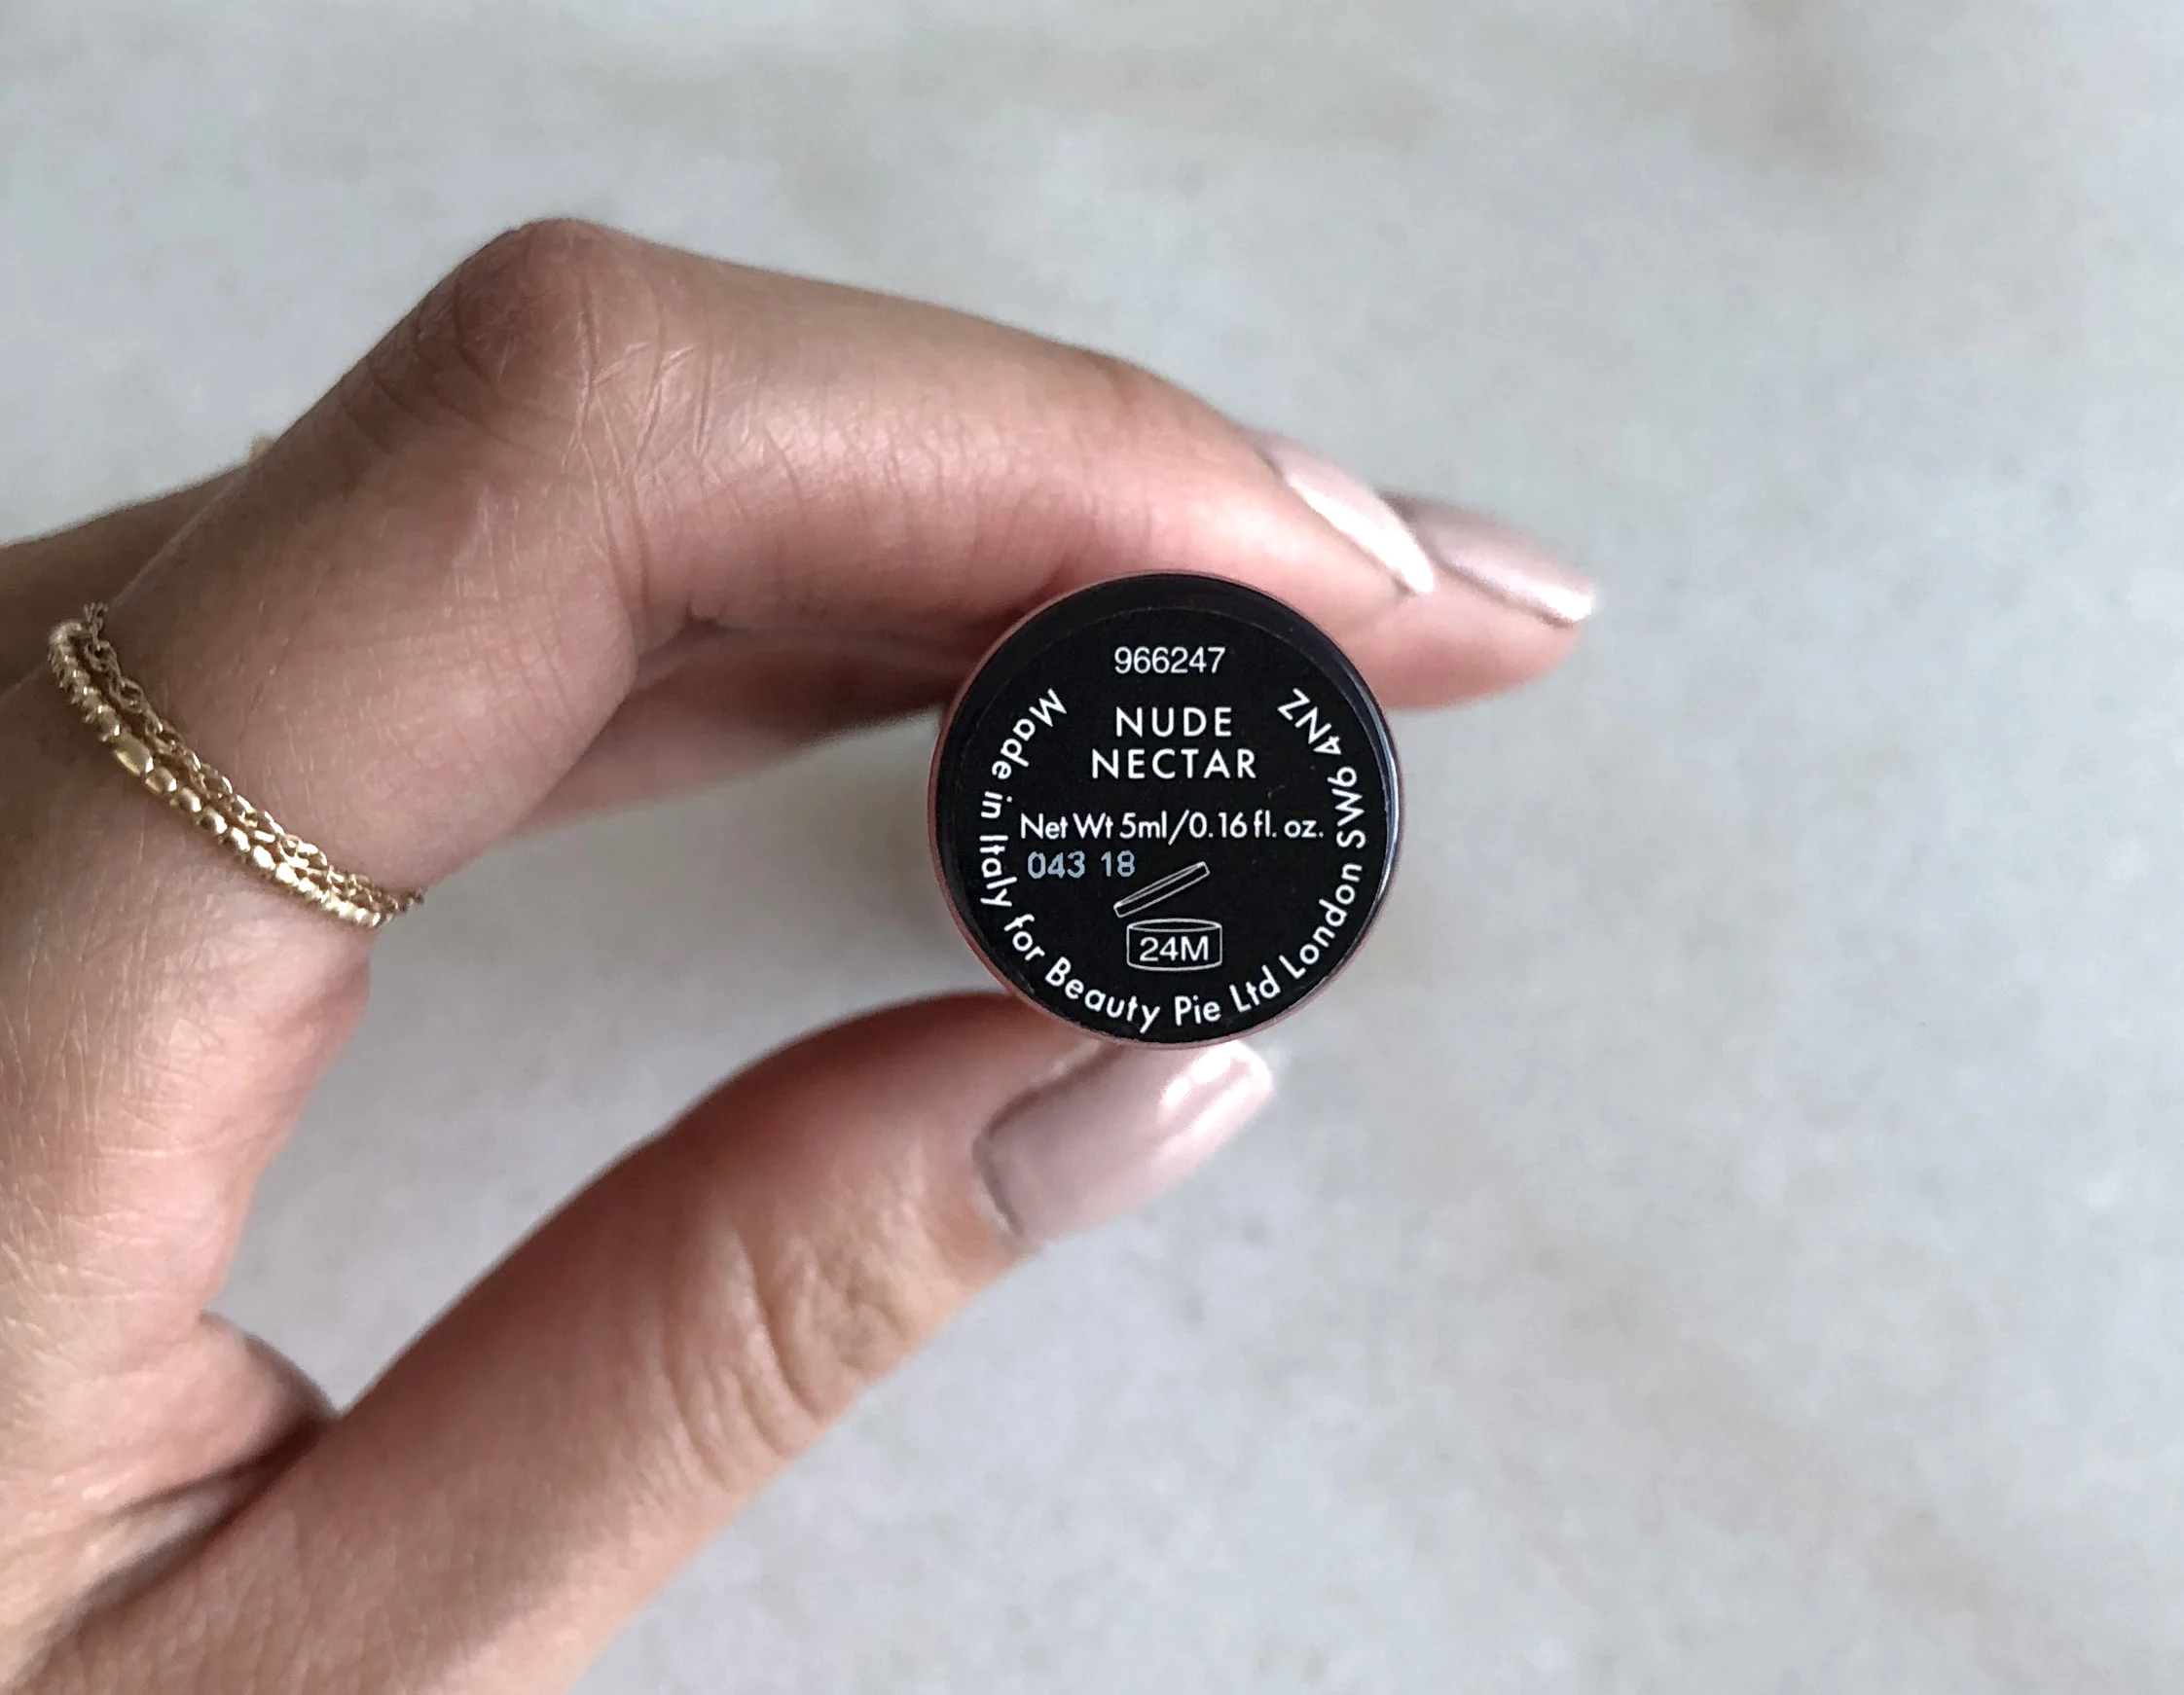 966247
NUDE
NECTAR
Net Wt 5ml/0.16 fl. oz.
043 18
24M
Made in Italy for Beauty Pie Ltd London SW6 4NZ